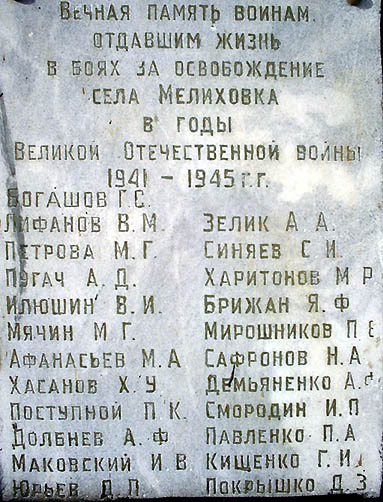 Вечная память воинам,
отдавшим жизнь
в боях за освобождение
села Мелиховка
в годы
Великой Отечественной войны
1941 – 1945 г.г.
Богашов Г.С.
Лифанов В.М. Зелик А А.
Петрова М.Г. Синяев С И.
Пугач А.Д. Харитонов М Р
Илюшин В.И. Брижан Я.Ф
Мячин М Г. Мирошников П Е
Афанасьев М.А Сафронов Н.А
Хасанов Х.У Демьяненко А.Ф
Поступной П К. Смородин И.П
Долбнев А.Ф Павленко П.А
Маковский И В Кищенко Г.И
Юрьев Д П Покрышко Д.З